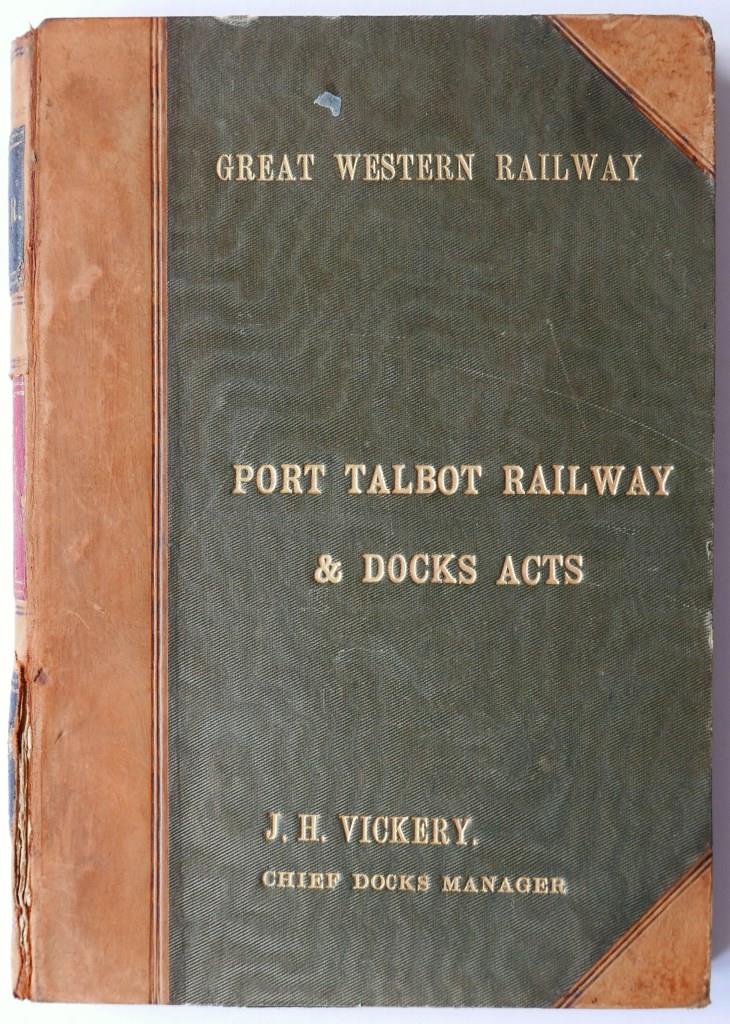 GREAT WESTERN RAILWAY
PORT TALBOT RAILWAY
& DOCKS ACTS
J. H. VICKERY.
CHIEF DOCKS MANAGER